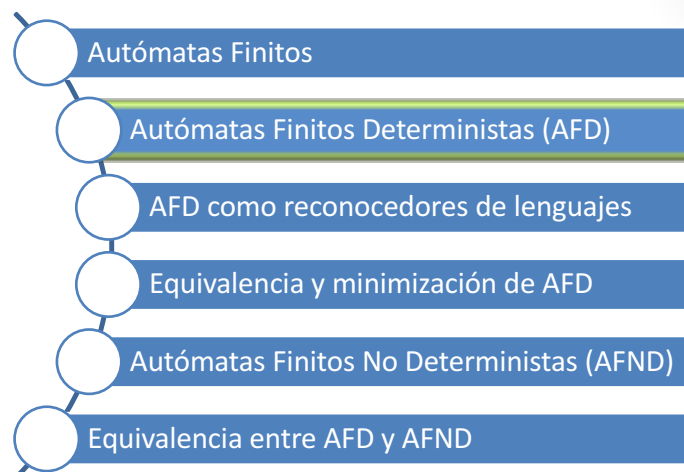 Autómatas Finitos
Autómatas Finitos Deterministas (AFD)
AFD como reconocedores de lenguajes
Equivalencia y minimización de AFD
Autómatas Finitos No Deterministas (AFND)
Equivalencia entre AFD y AFND